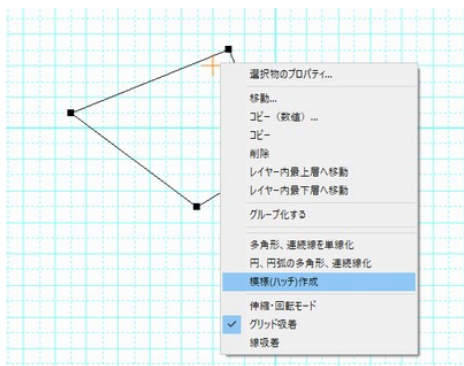 選択物のプロパティ...
移動...
コピー（数値）...
コピー
削除
レイヤー内最上層へ移動
レイヤー内最下層へ移動
グループ化する
多角形、連続線を単線化
円、円弧の多角形、連続線化
模様(ハッチ)作成
伸縮・回転モード
グリッド吸着
線吸着